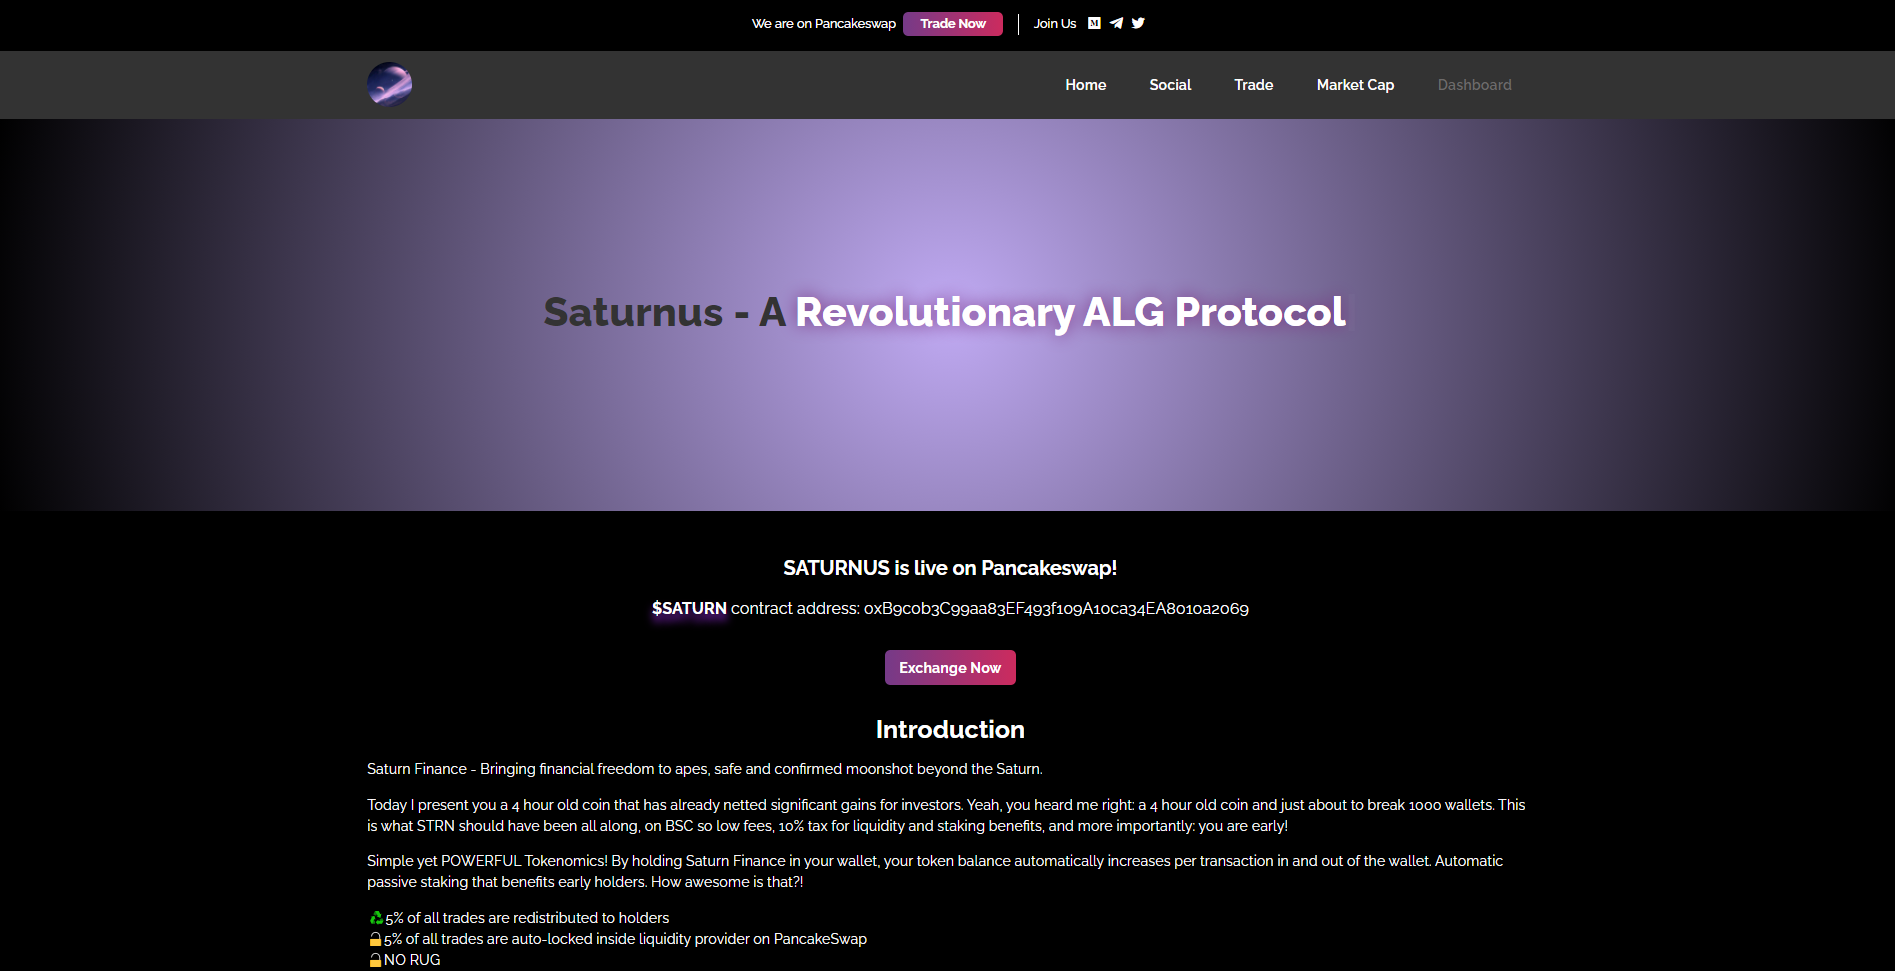 We are on Pancakeswap Trade Now Join Us
Home Social Trade Market Cap Dashboard
Saturnus - A Revolutionary ALG Protocol
SATURNUS is live on Pancakeswap!
$SATURN contract address: 0xB9c0b3C99aa83EF493f109A10ca34EA8010a2069
Exchange Now
Introduction
Saturn Finance - Bringing financial freedom to apes, safe and confirmed moonshot beyond the Saturn.
Today I present you a 4 hour old coin that has already netted significant gains for investors. Yeah, you heard me right: a 4 hour old coin and just about to break 1000 wallets. This
is what STRN should have been all along, on BSC so low fees, 10% tax for liquidity and staking benefits, and more importantly: you are early!
Simple yet POWERFUL Tokenomics! By holding Saturn Finance in your wallet, your token balance automatically increases per transaction in and out of the wallet. Automatic
passive staking that benefits early holders. How awesome is that?!
♻️5% of all trades are redistributed to holders
🔒5% of all trades are auto-locked inside liquidity provider on PancakeSwap
🔒NO RUG